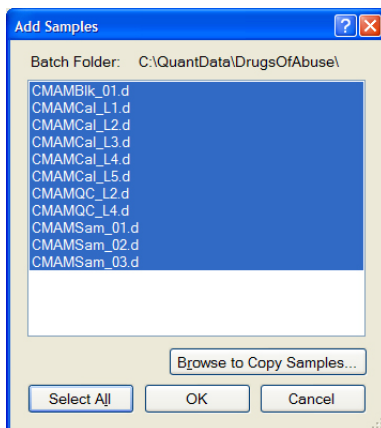 Add Samples
Batch Folder: C:\QuantData\DrugsOfAbuse\
CMAMBlk_01.d
CMAMCal_L1.d
CMAMCal_L2.d
CMAMCal_L3.d
CMAMCal_L4.d
CMAMCal_L5.d
CMAMQC_L2.d
CMAMQC_L4.d
CMAMSam_01.d
CMAMSam_02.d
CMAMSam_03.d
Browse to Copy Samples...
Select All OK Cancel